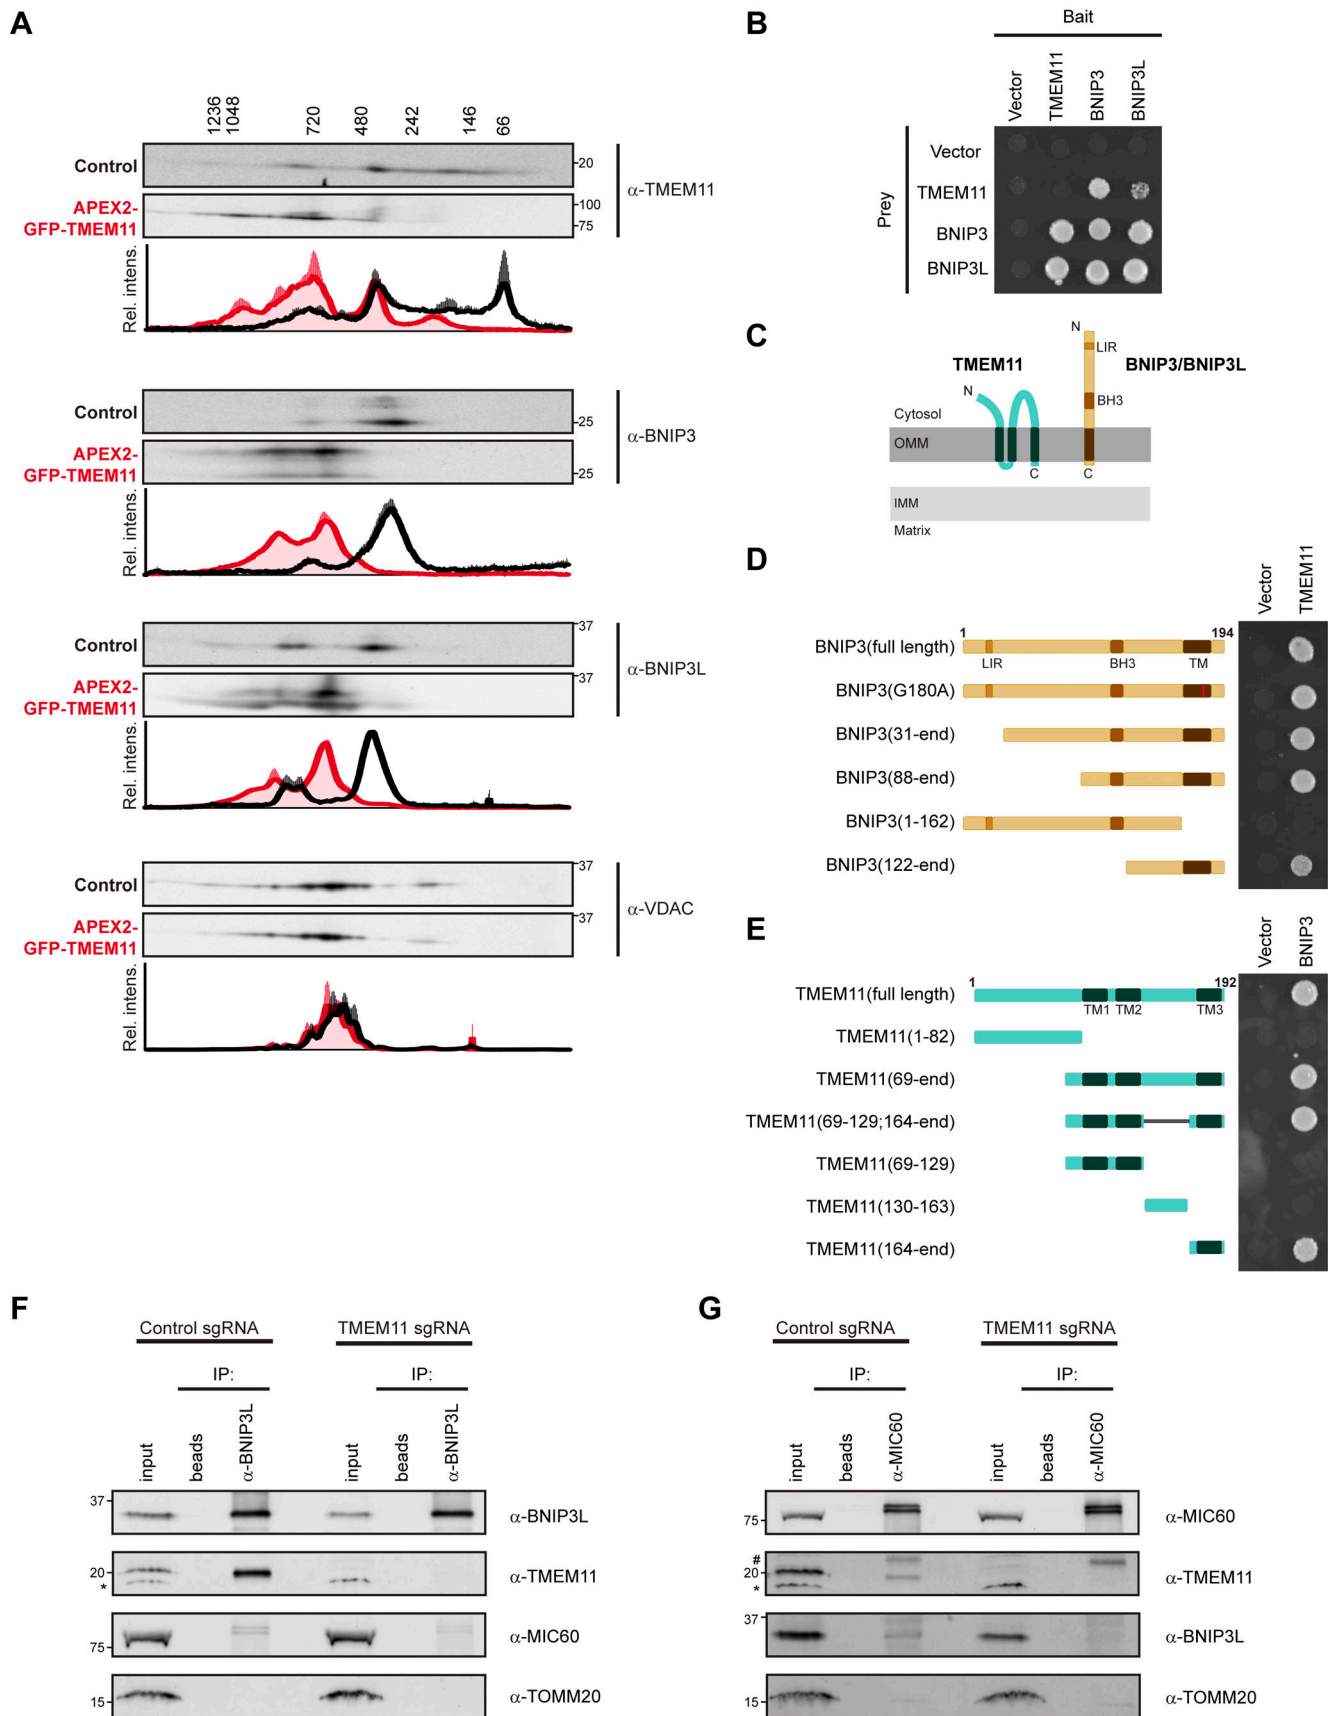 A
1236
1048
720
480
242
146
66
Control
20
α-TMEM11
APEX2-
GFP-TMEM11
100
75
Rel. intens.
Control
25
α-BNIP3
APEX2-
GFP-TMEM11
25
Rel. intens.
Control
37
α-BNIP3L
APEX2-
GFP-TMEM11
37
Rel. intens.
Control
37
α-VDAC
APEX2-
GFP-TMEM11
37
Rel. intens.
B
Bait
Vector
TMEM11
BNIP3
BNIP3L
Prey
Vector
TMEM11
BNIP3
BNIP3L
C
N
LIR
TMEM11
BNIP3/BNIP3L
N
BH3
Cytosol
OMM
C
C
IMM
Matrix
D
Vector
TMEM11
1
194
BNIP3(full length)
LIR
BH3
TM
BNIP3(G180A)
BNIP3(31-end)
BNIP3(88-end)
BNIP3(1-162)
BNIP3(122-end)
E
Vector
BNIP3
1
192
TMEM11(full length)
TM1
TM2
TM3
TMEM11(1-82)
TMEM11(69-end)
TMEM11(69-129;164-end)
TMEM11(69-129)
TMEM11(130-163)
TMEM11(164-end)
F
Control sgRNA
TMEM11 sgRNA
IP:
IP:
input
beads
α-BNIP3L
input
beads
α-BNIP3L
37
α-BNIP3L
20
*
α-TMEM11
75
α-MIC60
15
α-TOMM20
G
Control sgRNA
TMEM11 sgRNA
IP:
IP:
input
beads
α-MIC60
input
beads
α-MIC60
75
α-MIC60
#
20
*
α-TMEM11
37
α-BNIP3L
15
α-TOMM20